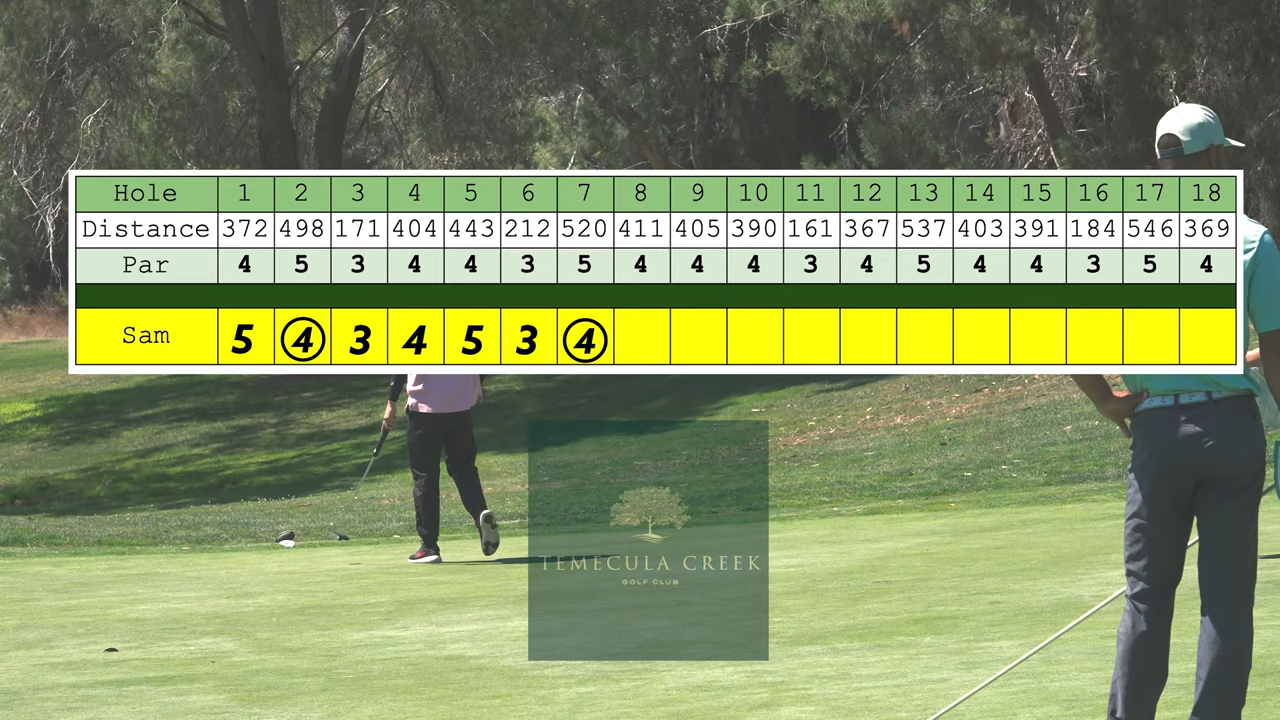 Hole 1 2 3 4 5 6 7 8 9 10 11 12 13 14 15 16 17 18
Distance 372 498 171 404 443 212 520 411 405 390 161 367 537 403 391 184 546 369
Par 4 5 3 4 4 3 5 4 4 4 3 4 5 4 4 3 5 4
Sam 5 4 3 4 5 3 4
TEMECULA CREEK
GOLF CLUB